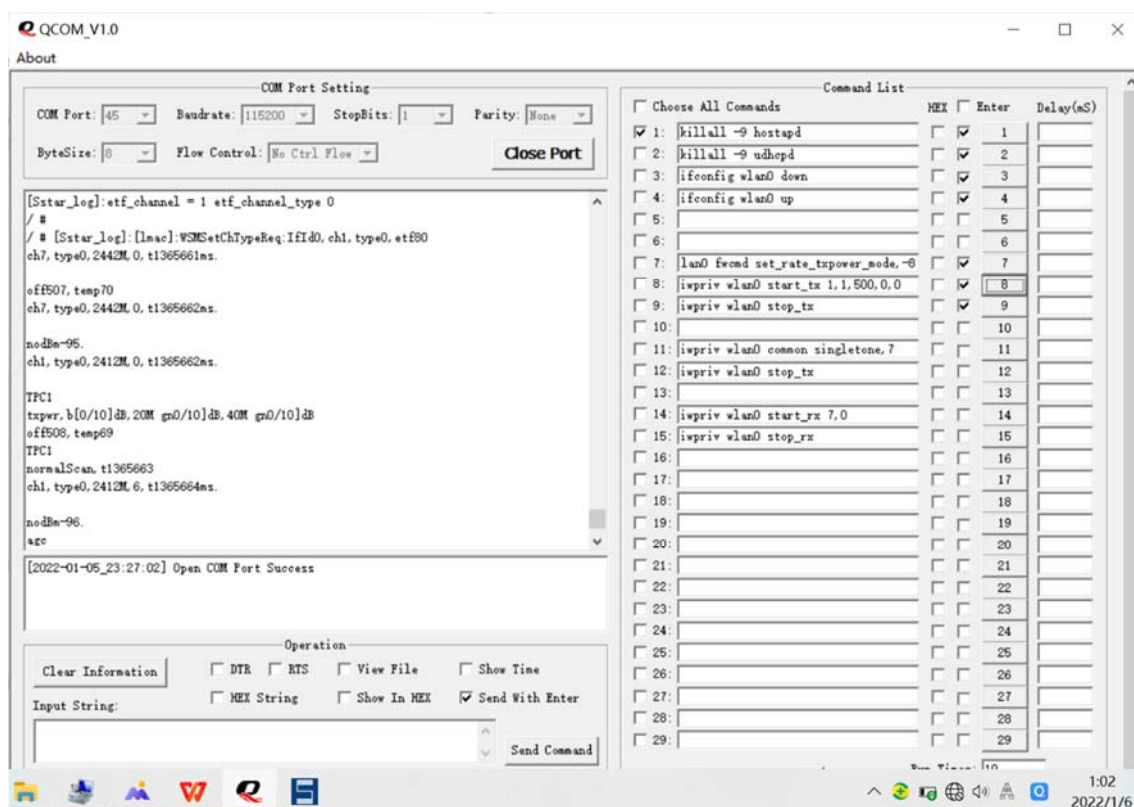 QCOM_V1.0
About
COM Port Setting
COM Port: 45 Baudrate: 115200 StopBits: 1 Parity: None
ByteSize: 8 Flow Control: No Ctrl Flow Close Port
[Sstar_log]:etf_channel = 1 etf_channel_type 0
/ #
/ # [Sstar_log]:[lmac]:WSMSetChTypeReq:IfId0, ch1, type0, etf80
ch7, type0, 2442M, 0, t1365661ms.
off507, temp70
ch7, type0, 2442M, 0, t1365662ms.
nodBm-95.
ch1, type0, 2412M, 0, t1365662ms.
TPC1
txpwr, b[0/10]dB, 20M gn0/10]dB, 40M gn0/10]dB
off508, temp69
TPC1
normalScan, t1365663
ch1, type0, 2412M, 6, t1365664ms.
nodBm-96.
agc
[2022-01-05_23:27:02] Open COM Port Success
Operation
Clear Information DTR RTS View File Show Time
HEX String Show In HEX Send With Enter
Input String:
Send Command
Command List
Choose All Commands HEX Enter Delay(mS)
1: killall -9 hostapd 1
2: killall -9 udhcpd 2
3: ifconfig wlan0 down 3
4: ifconfig wlan0 up 4
5: 5
6: 6
7: lan0 fwcmd set_rate_txpower_mode,-8 7
8: iwpriv wlan0 start_tx 1,1,500,0,0 8
9: iwpriv wlan0 stop_tx 9
10: 10
11: iwpriv wlan0 common singletone,7 11
12: iwpriv wlan0 stop_tx 12
13: 13
14: iwpriv wlan0 start_rx 7,0 14
15: iwpriv wlan0 stop_rx 15
16: 16
17: 17
18: 18
19: 19
20: 20
21: 21
22: 22
23: 23
24: 24
25: 25
26: 26
27: 27
28: 28
29: 29
Run Times: 10
1:02
2022/1/6